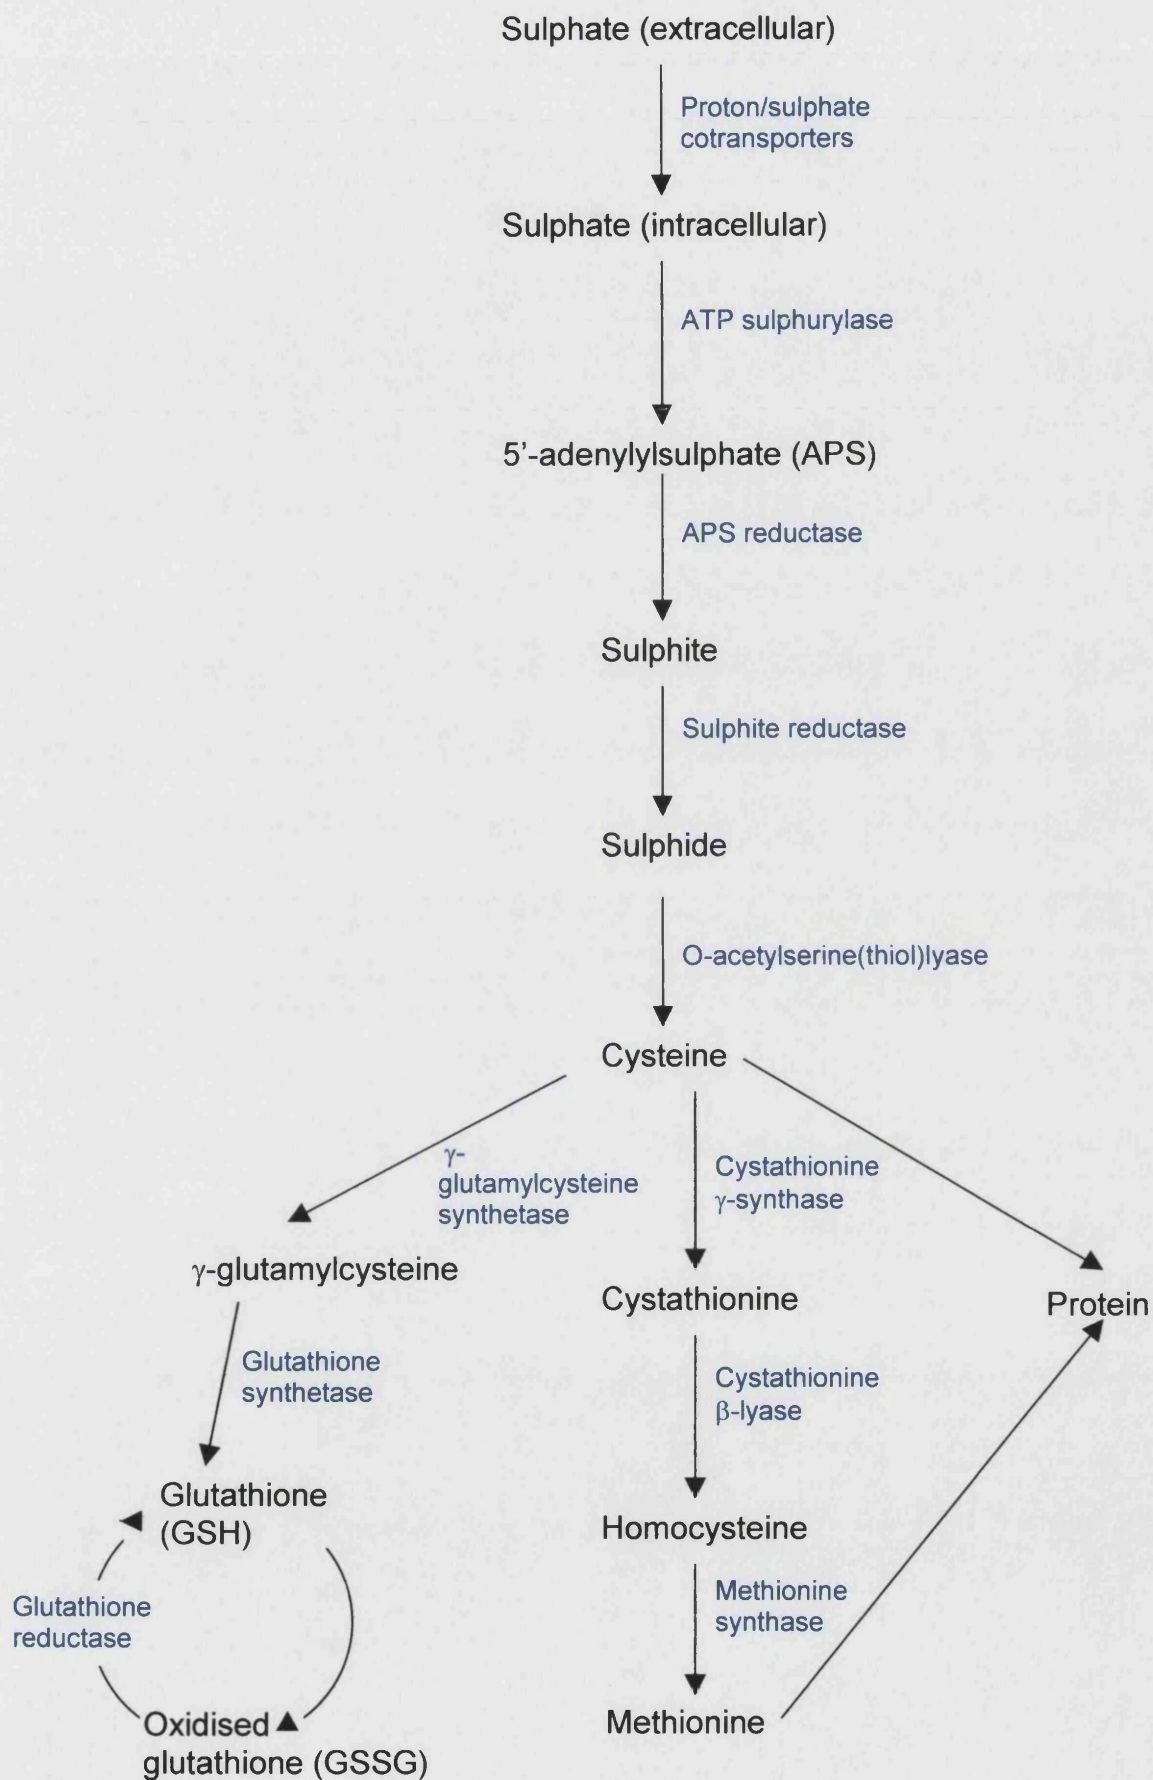 Sulphate (extracellular)
Proton/sulphate
cotransporters
Sulphate (intracellular)
ATP sulphurylase
5’-adenylylsulphate (APS)
APS reductase
Sulphite
Sulphite reductase
Sulphide
O-acetylserine(thiol)lyase
Cysteine
γ-
glutamylcysteine
synthetase
Cystathionine
γ-synthase
γ-glutamylcysteine
Cystathionine
Protein
Glutathione
synthetase
Cystathionine
β-lyase
Glutathione
(GSH)
Homocysteine
Glutathione
reductase
Methionine
synthase
Oxidised
glutathione (GSSG)
Methionine